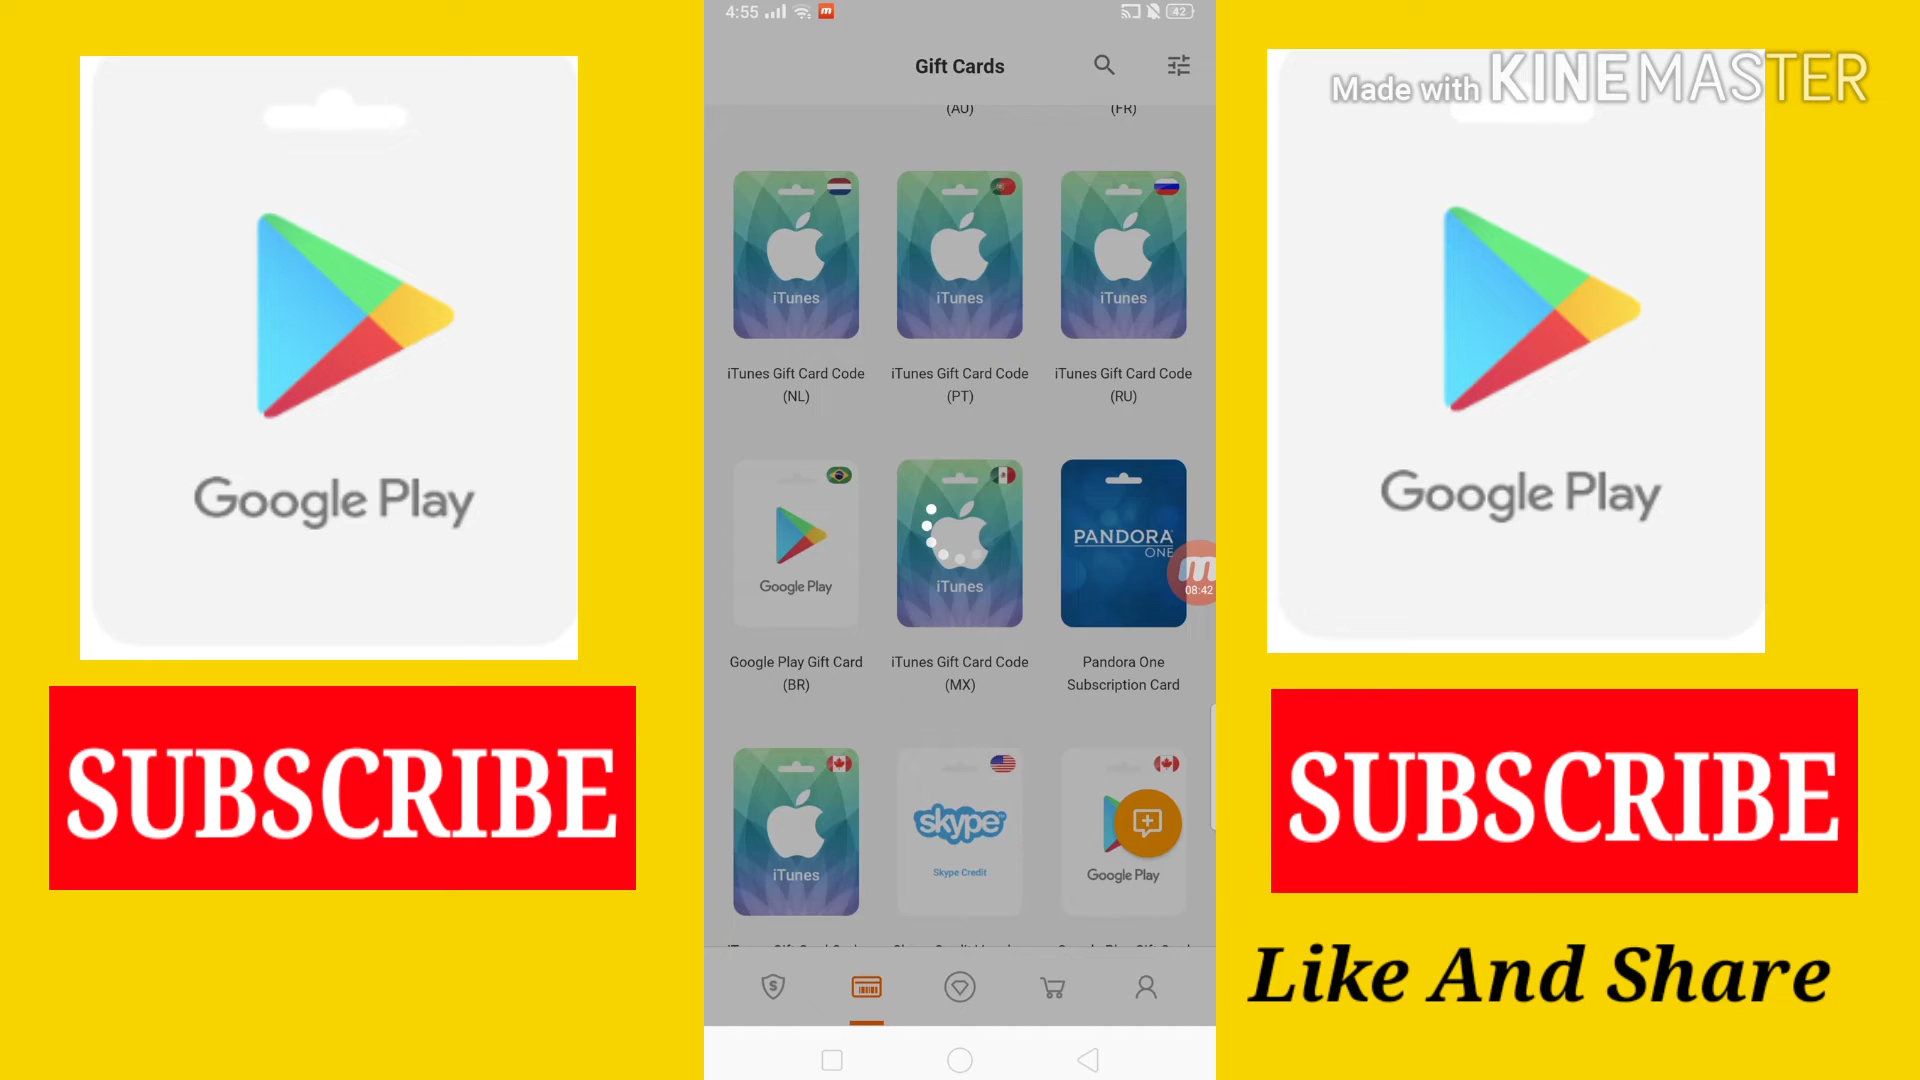 4:55
42
Gift Cards
Made with KINEMASTER
(AU)
(FR)
iTunes
iTunes
iTunes
iTunes Gift Card Code
(NL)
iTunes Gift Card Code
(PT)
iTunes Gift Card Code
(RU)
Google Play
Google Play
Google Play
iTunes
PANDORA
ONE
m
08:42
Google Play Gift Card
(BR)
iTunes Gift Card Code
(MX)
Pandora One
Subscription Card
SUBSCRIBE
SUBSCRIBE
iTunes
skype
Skype Credit
Google Play
Like And Share